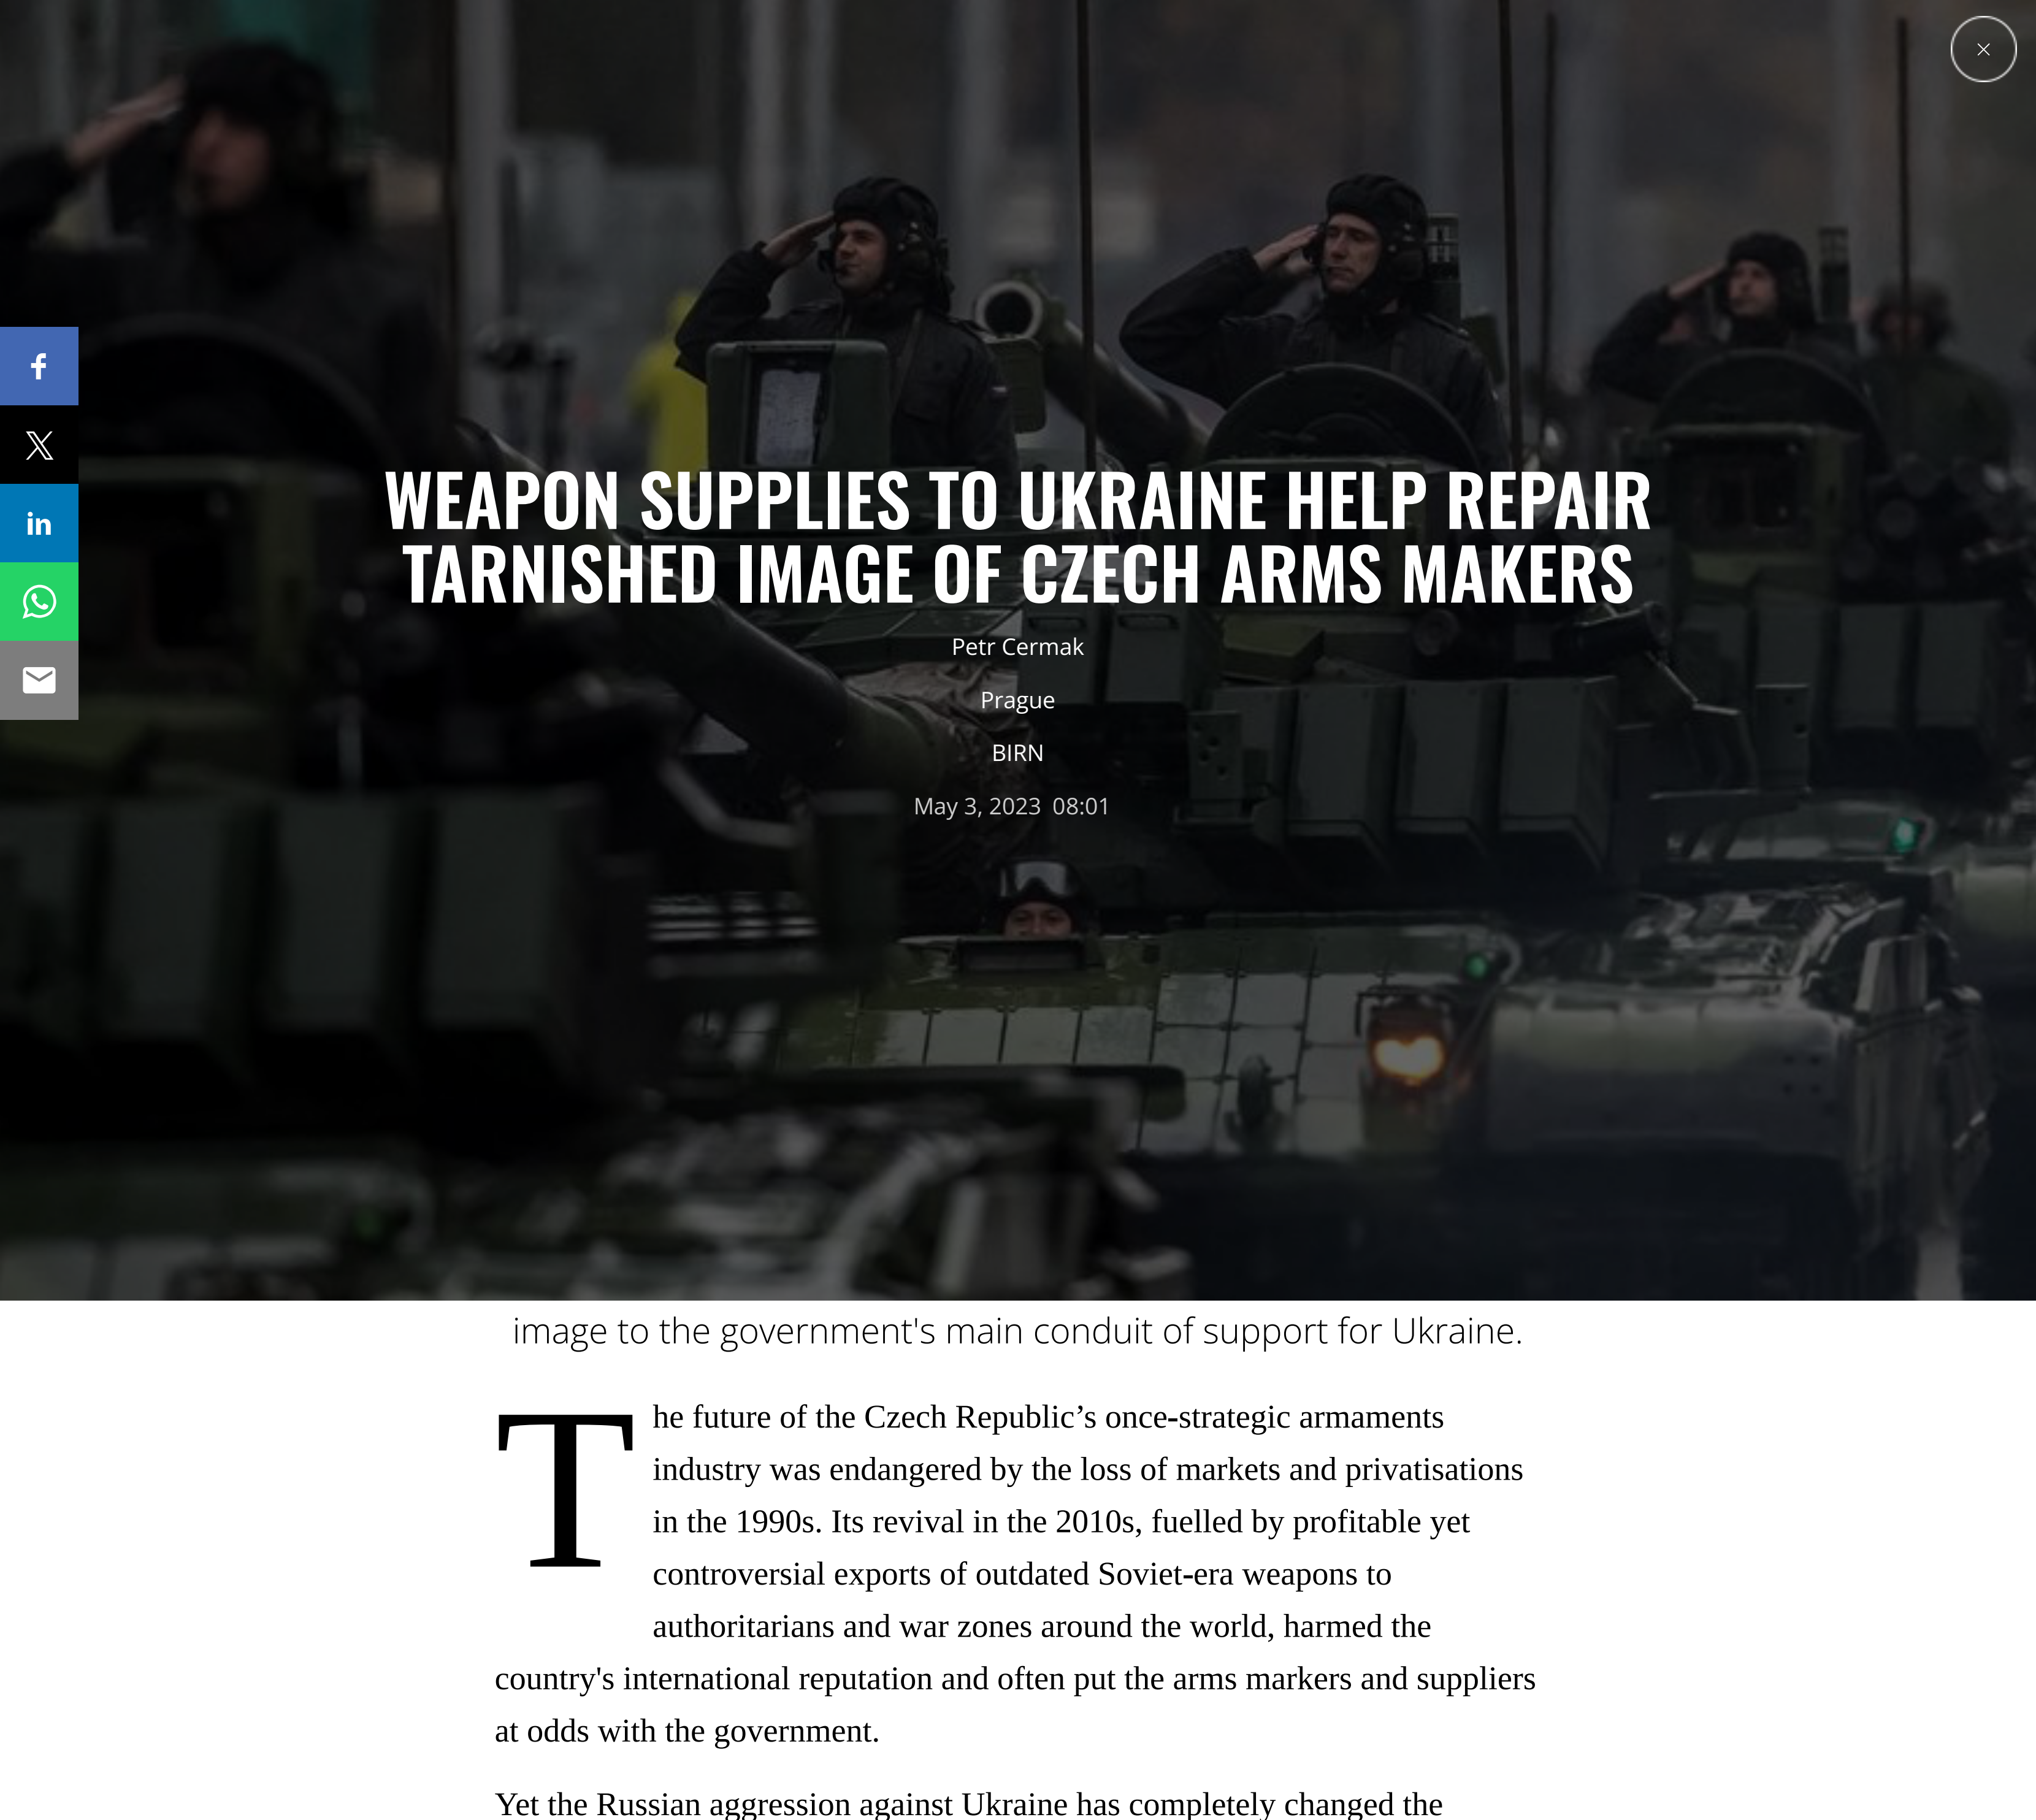 WEAPON SUPPLIES TO UKRAINE HELP REPAIR
TARNISHED IMAGE OF CZECH ARMS MAKERS
Petr Cermak
Prague
BIRN
May 3, 2023 08:01
f
X
in
image to the government's main conduit of support for Ukraine.
The future of the Czech Republic’s once-strategic armaments
industry was endangered by the loss of markets and privatisations
in the 1990s. Its revival in the 2010s, fuelled by profitable yet
controversial exports of outdated Soviet-era weapons to
authoritarians and war zones around the world, harmed the
country's international reputation and often put the arms markers and suppliers
at odds with the government.
Yet the Russian aggression against Ukraine has completely changed the